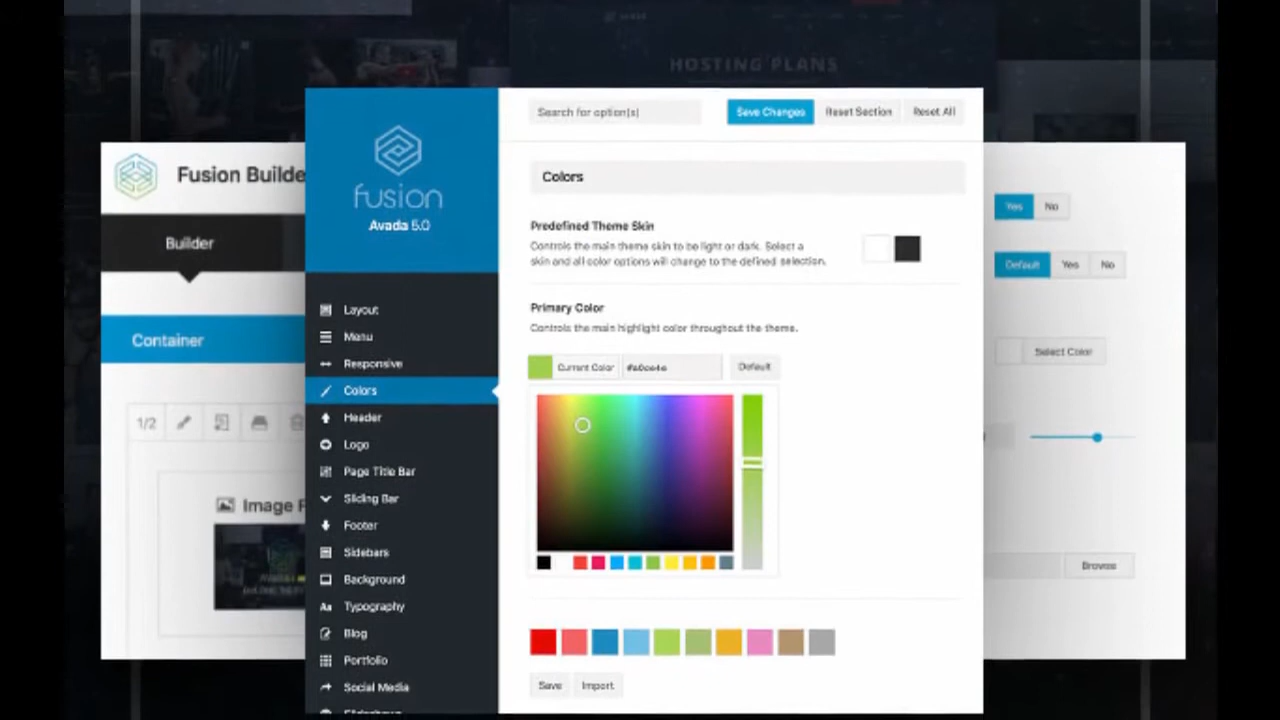 HOSTING PLANS
Fusion Builde
Builder
Container
1/2
Image F
fusion
Avada 5.0
Layout
Menu
Responsive
Colors
Header
Logo
Page Title Bar
Sliding Bar
Footer
Sidebars
Background
Typography
Blog
Portfolio
Social Media
Search for option(s)
Save Changes
Reset Section
Reset All
Colors
Predefined Theme Skin
Controls the main theme skin to be light or dark. Select a
skin and all color options will change to the defined selection.
Primary Color
Controls the main highlight color throughout the theme.
Current Color
#a0ce4e
Default
Save
Import
Yes
No
Default
Yes
No
Select Color
Browse